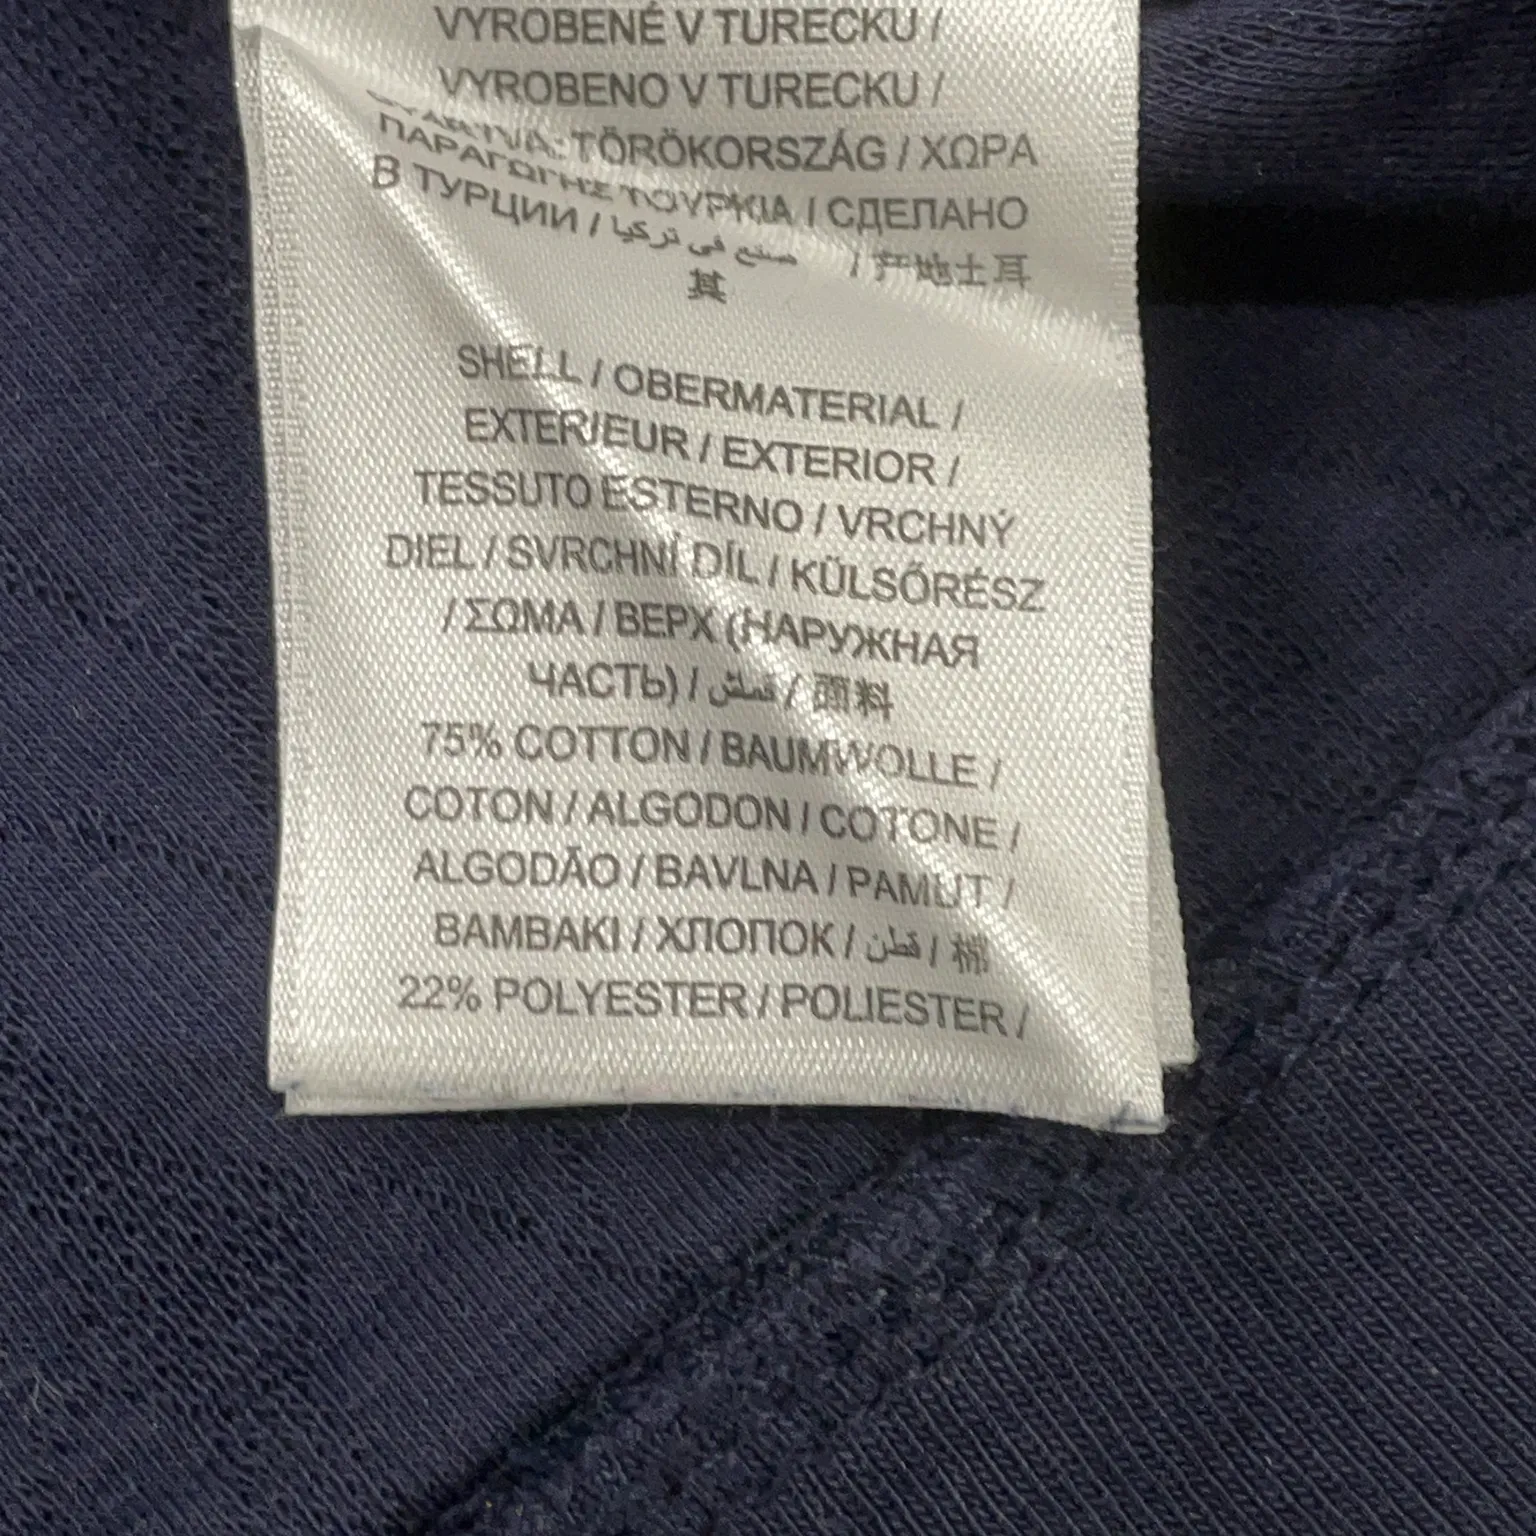 VYROBENÉ V TURECKU /
VYROBENO V TURECKU /
TÖRÖKORSZÁG / ΧΩΡΑ
ΠΑΡΑΓΩΓΗΣ ΤΟΥΡΚΙΑ / СДЕЛАНО
В ТУРЦИИ / صنع في تركيا / 产地土耳
其
SHELL / OBERMATERIAL /
EXTERIEUR / EXTERIOR /
TESSUTO ESTERNO / VRCHNÝ
DIEL / SVRCHNÍ DÍL / KÜLSŐRÉSZ
/ ΣΩΜΑ / ВЕРХ (НАРУЖНАЯ
ЧАСТЬ) / قماش / 面料
75% COTTON / BAUMWOLLE /
COTON / ALGODON / COTONE /
ALGODÃO / BAVLNA / PAMUT /
BAMBAKI / ХЛОПОК / قطن / 棉
22% POLYESTER / POLIESTER /